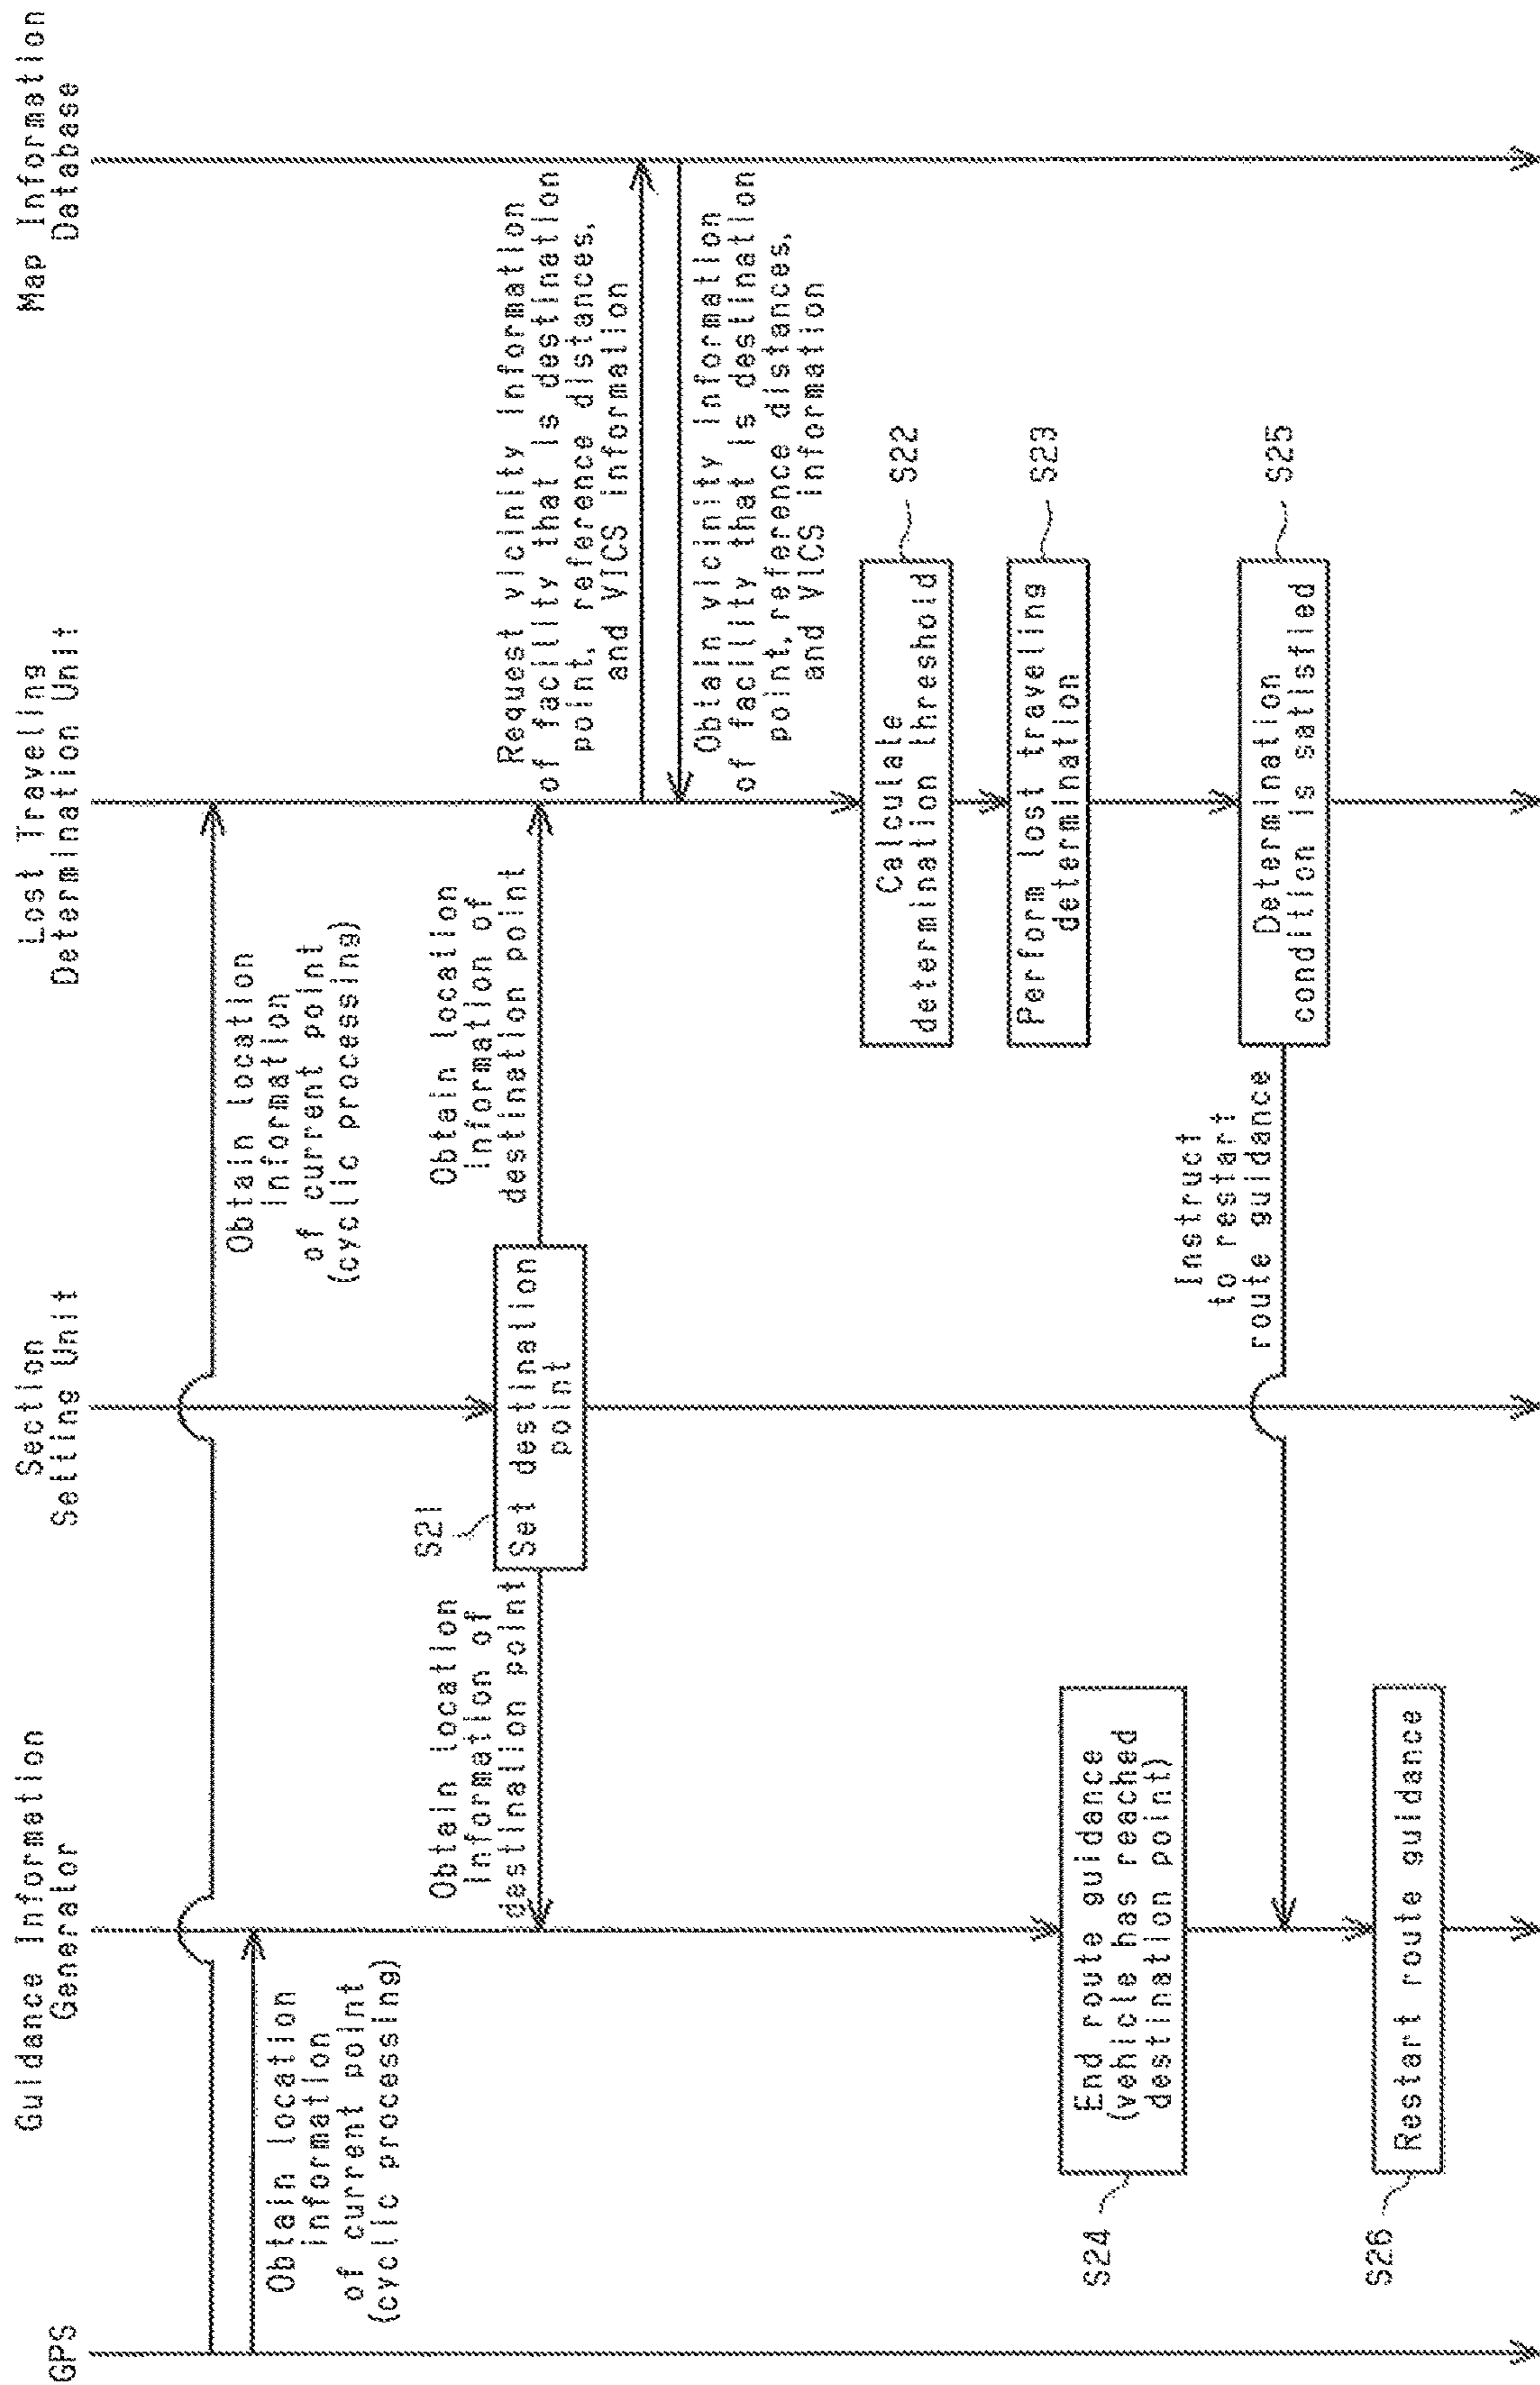 GPS
Guidance Information
Generator
Section
Setting Unit
Lost Traveling
Determination Unit
Map Information
Database
Obtain location
information
of current point
(cyclic processing)
Obtain location
information
of current point
(cyclic processing)
S21
Set destination
point
Obtain location
information of
destination point
Obtain location
information of
destination point
Request vicinity information
of facility that is destination
point, reference distances,
and VICS information
Obtain vicinity information
of facility that is destination
point, reference distances,
and VICS information
Calculate
determination threshold
S22
Perform lost traveling
determination
S23
S24
End route guidance
(vehicle has reached
destination point)
Determination
condition is satisfied
S25
Instruct
to restart
route guidance
S26
Restart route guidance